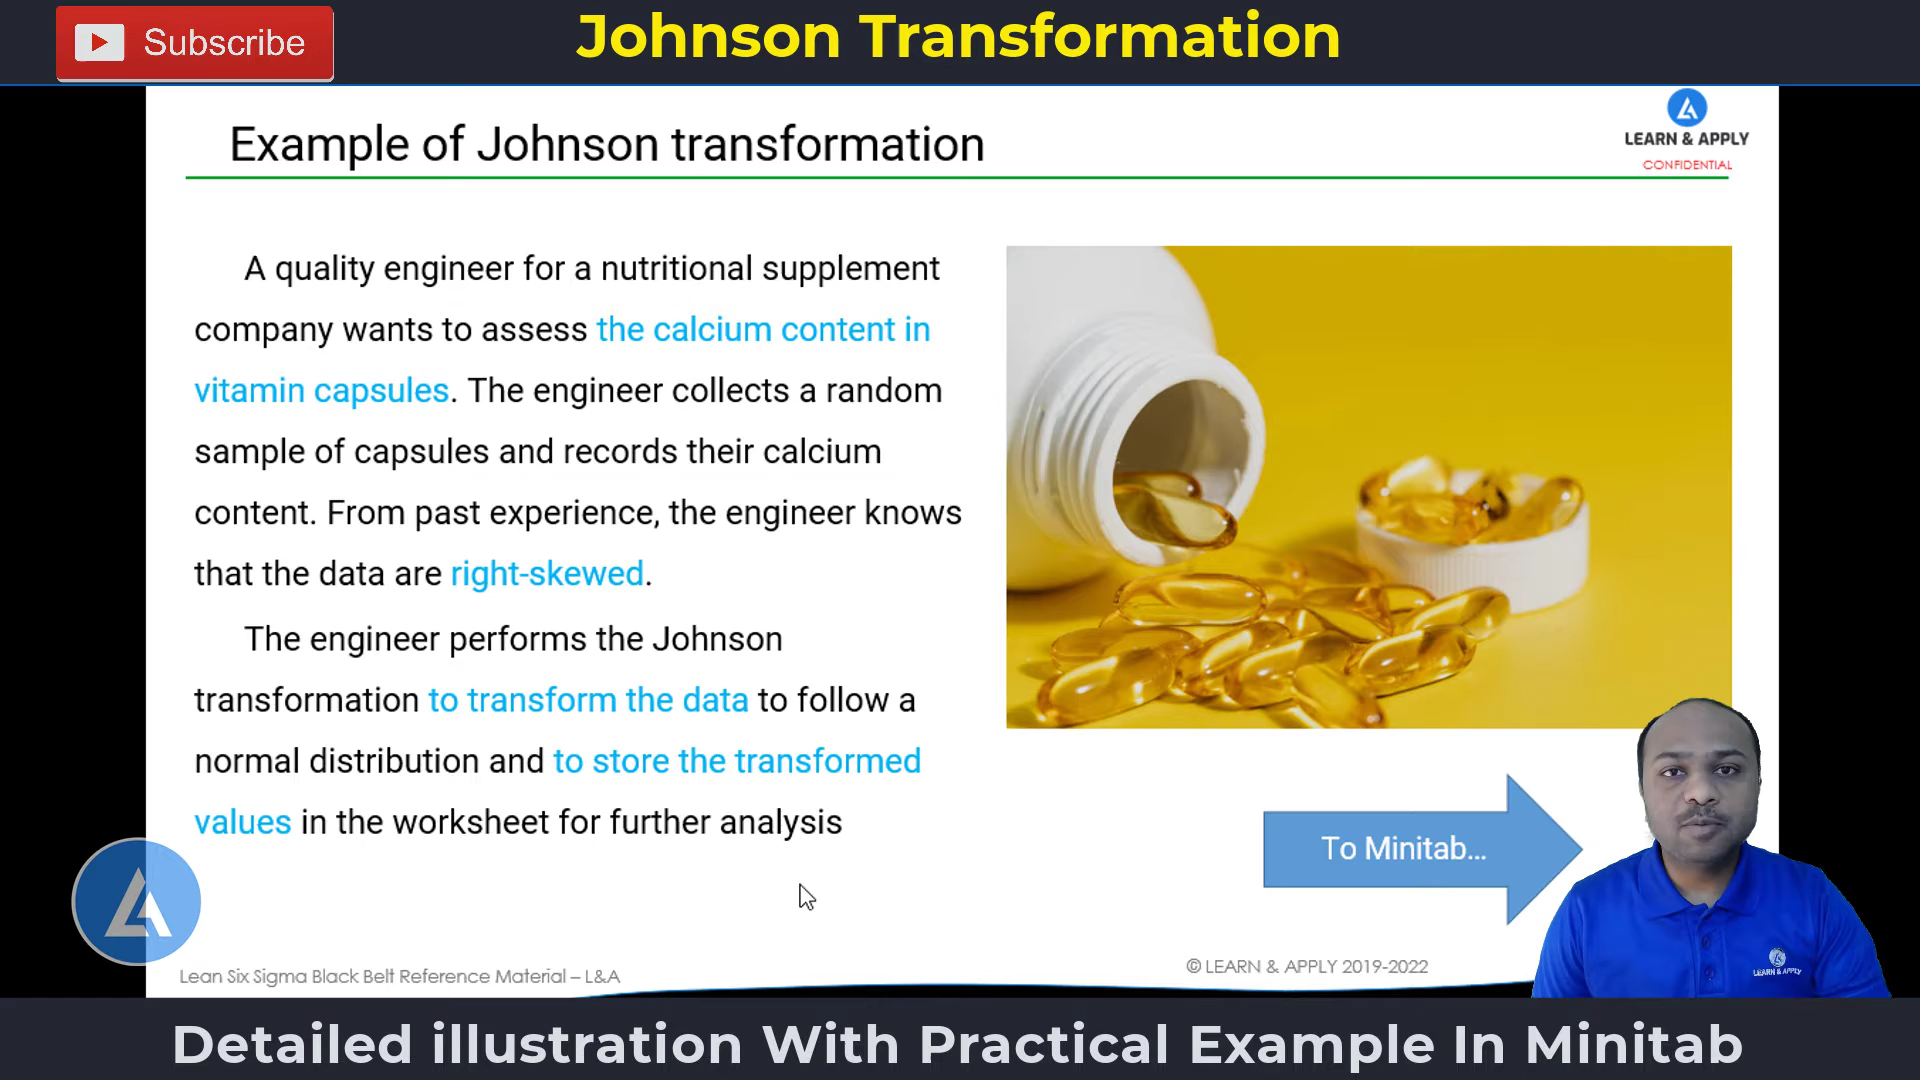 Subscribe
Johnson Transformation
Example of Johnson transformation
LEARN & APPLY
CONFIDENTIAL
A quality engineer for a nutritional supplement
company wants to assess the calcium content in
vitamin capsules. The engineer collects a random
sample of capsules and records their calcium
content. From past experience, the engineer knows
that the data are right-skewed.
The engineer performs the Johnson
transformation to transform the data to follow a
normal distribution and to store the transformed
values in the worksheet for further analysis
To Minitab...
LEARN & APPLY
Lean Six Sigma Black Belt Reference Material – L&A
© LEARN & APPLY 2019-2022
Detailed illustration With Practical Example In Minitab